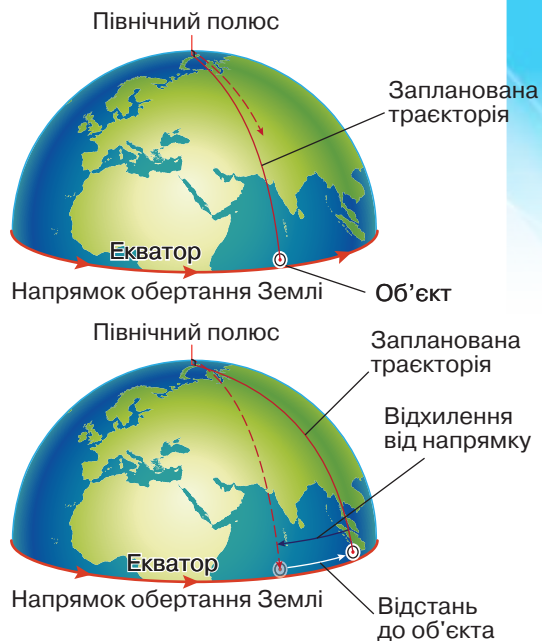 Північний полюс
Запланована
траєкторія
Екватор
Об’єкт
Напрямок обертання Землі
Північний полюс
Запланована
траєкторія
Відхилення
від напрямку
Екватор
Напрямок обертання Землі
Відстань
до об’єкта